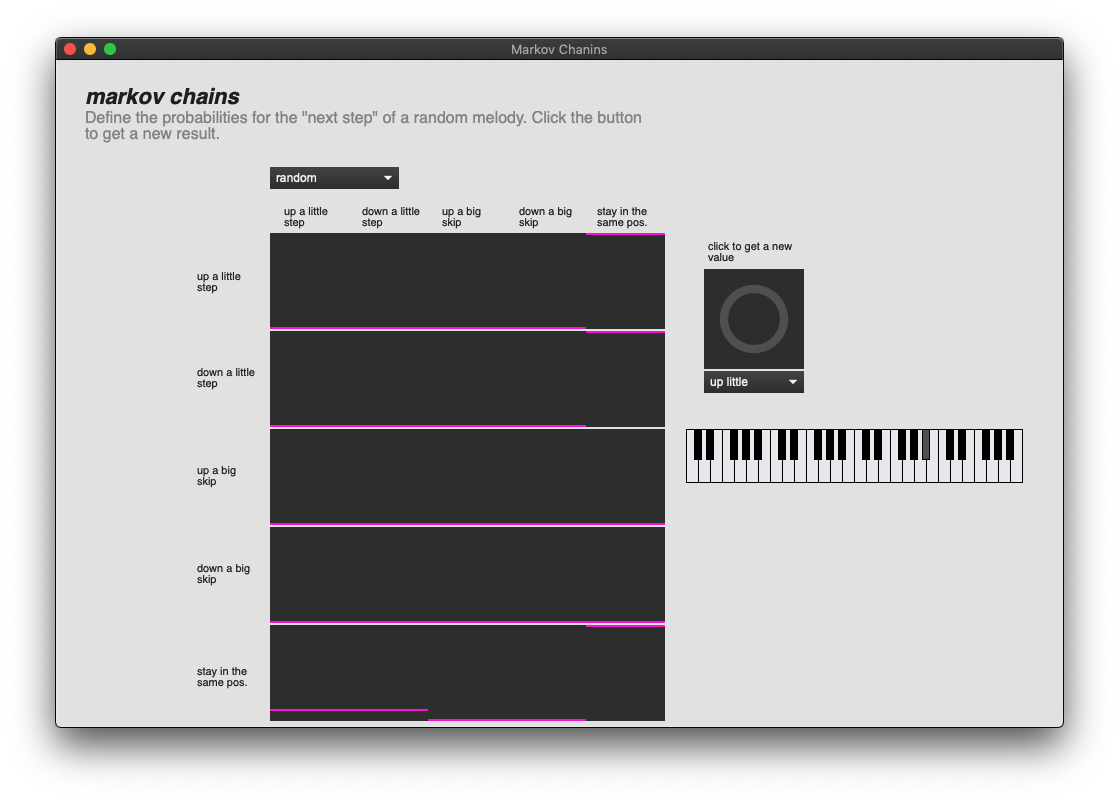 Markov Chanins
markov chains
Define the probabilities for the "next step" of a random melody. Click the button
to get a new result.
random
up a little
step
down a little
step
up a big
skip
down a big
skip
stay in the
same pos.
click to get a new
value
up a little
step
down a little
step
up little
up a big
skip
down a big
skip
stay in the
same pos.